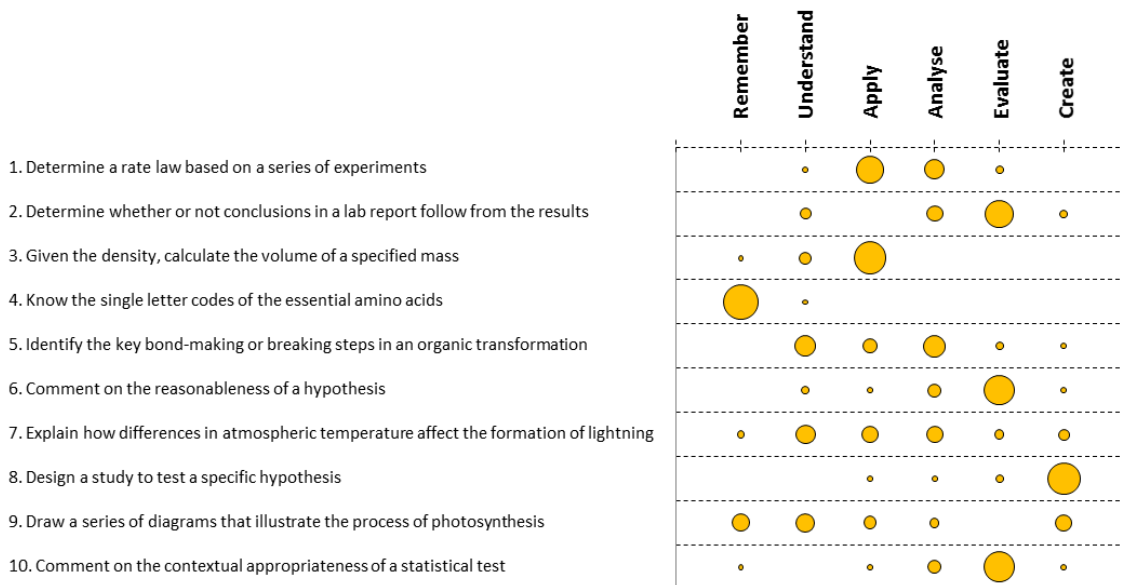 Remember
Understand
Apply
Analyse
Evaluate
Create
1. Determine a rate law based on a series of experiments
2. Determine whether or not conclusions in a lab report follow from the results
3. Given the density, calculate the volume of a specified mass
4. Know the single letter codes of the essential amino acids
5. Identify the key bond-making or breaking steps in an organic transformation
6. Comment on the reasonableness of a hypothesis
7. Explain how differences in atmospheric temperature affect the formation of lightning
8. Design a study to test a specific hypothesis
9. Draw a series of diagrams that illustrate the process of photosynthesis
10. Comment on the contextual appropriateness of a statistical test